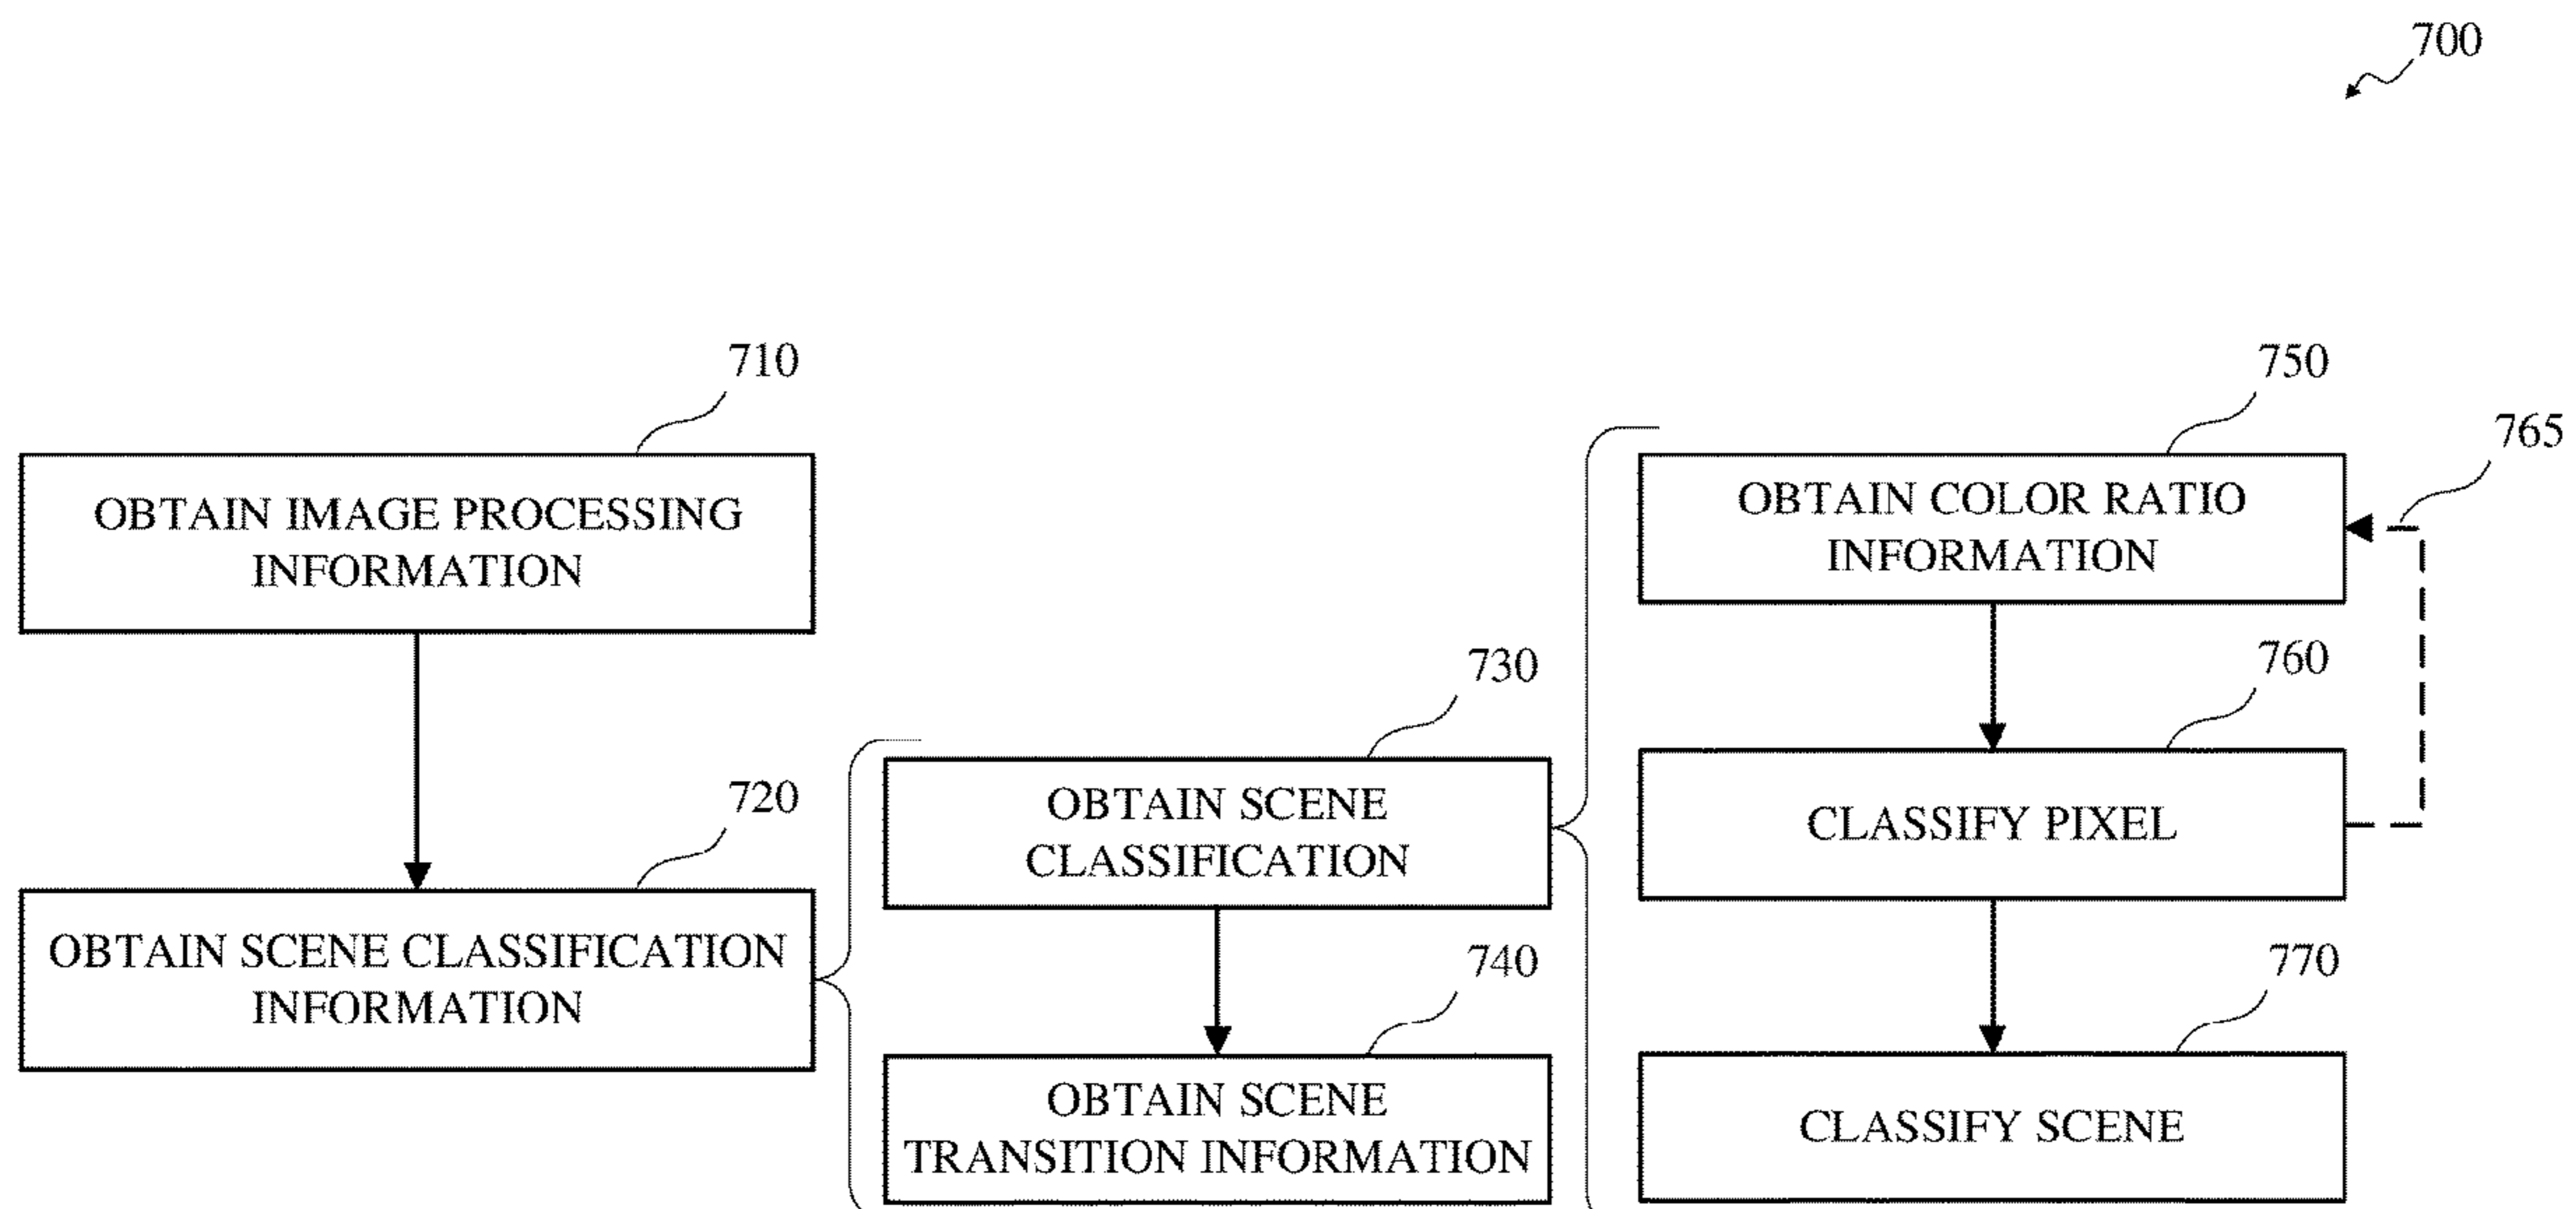 700
710
OBTAIN IMAGE PROCESSING
INFORMATION
720
OBTAIN SCENE CLASSIFICATION
INFORMATION
730
OBTAIN SCENE
CLASSIFICATION
740
OBTAIN SCENE
TRANSITION INFORMATION
750
OBTAIN COLOR RATIO
INFORMATION
765
760
CLASSIFY PIXEL
770
CLASSIFY SCENE